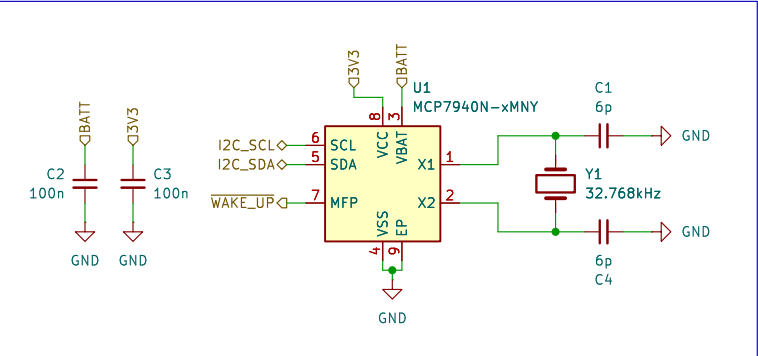 3V3
BATT
U1
MCP7940N-xMNY
8
3
VCC
VBAT
I2C_SCL
6
SCL
I2C_SDA
5
SDA
WAKE_UP
7
MFP
X1
1
X2
2
VSS
EP
4
9
GND
BATT
3V3
C2
100n
C3
100n
GND
GND
C1
6p
GND
Y1
32.768kHz
GND
6p
C4